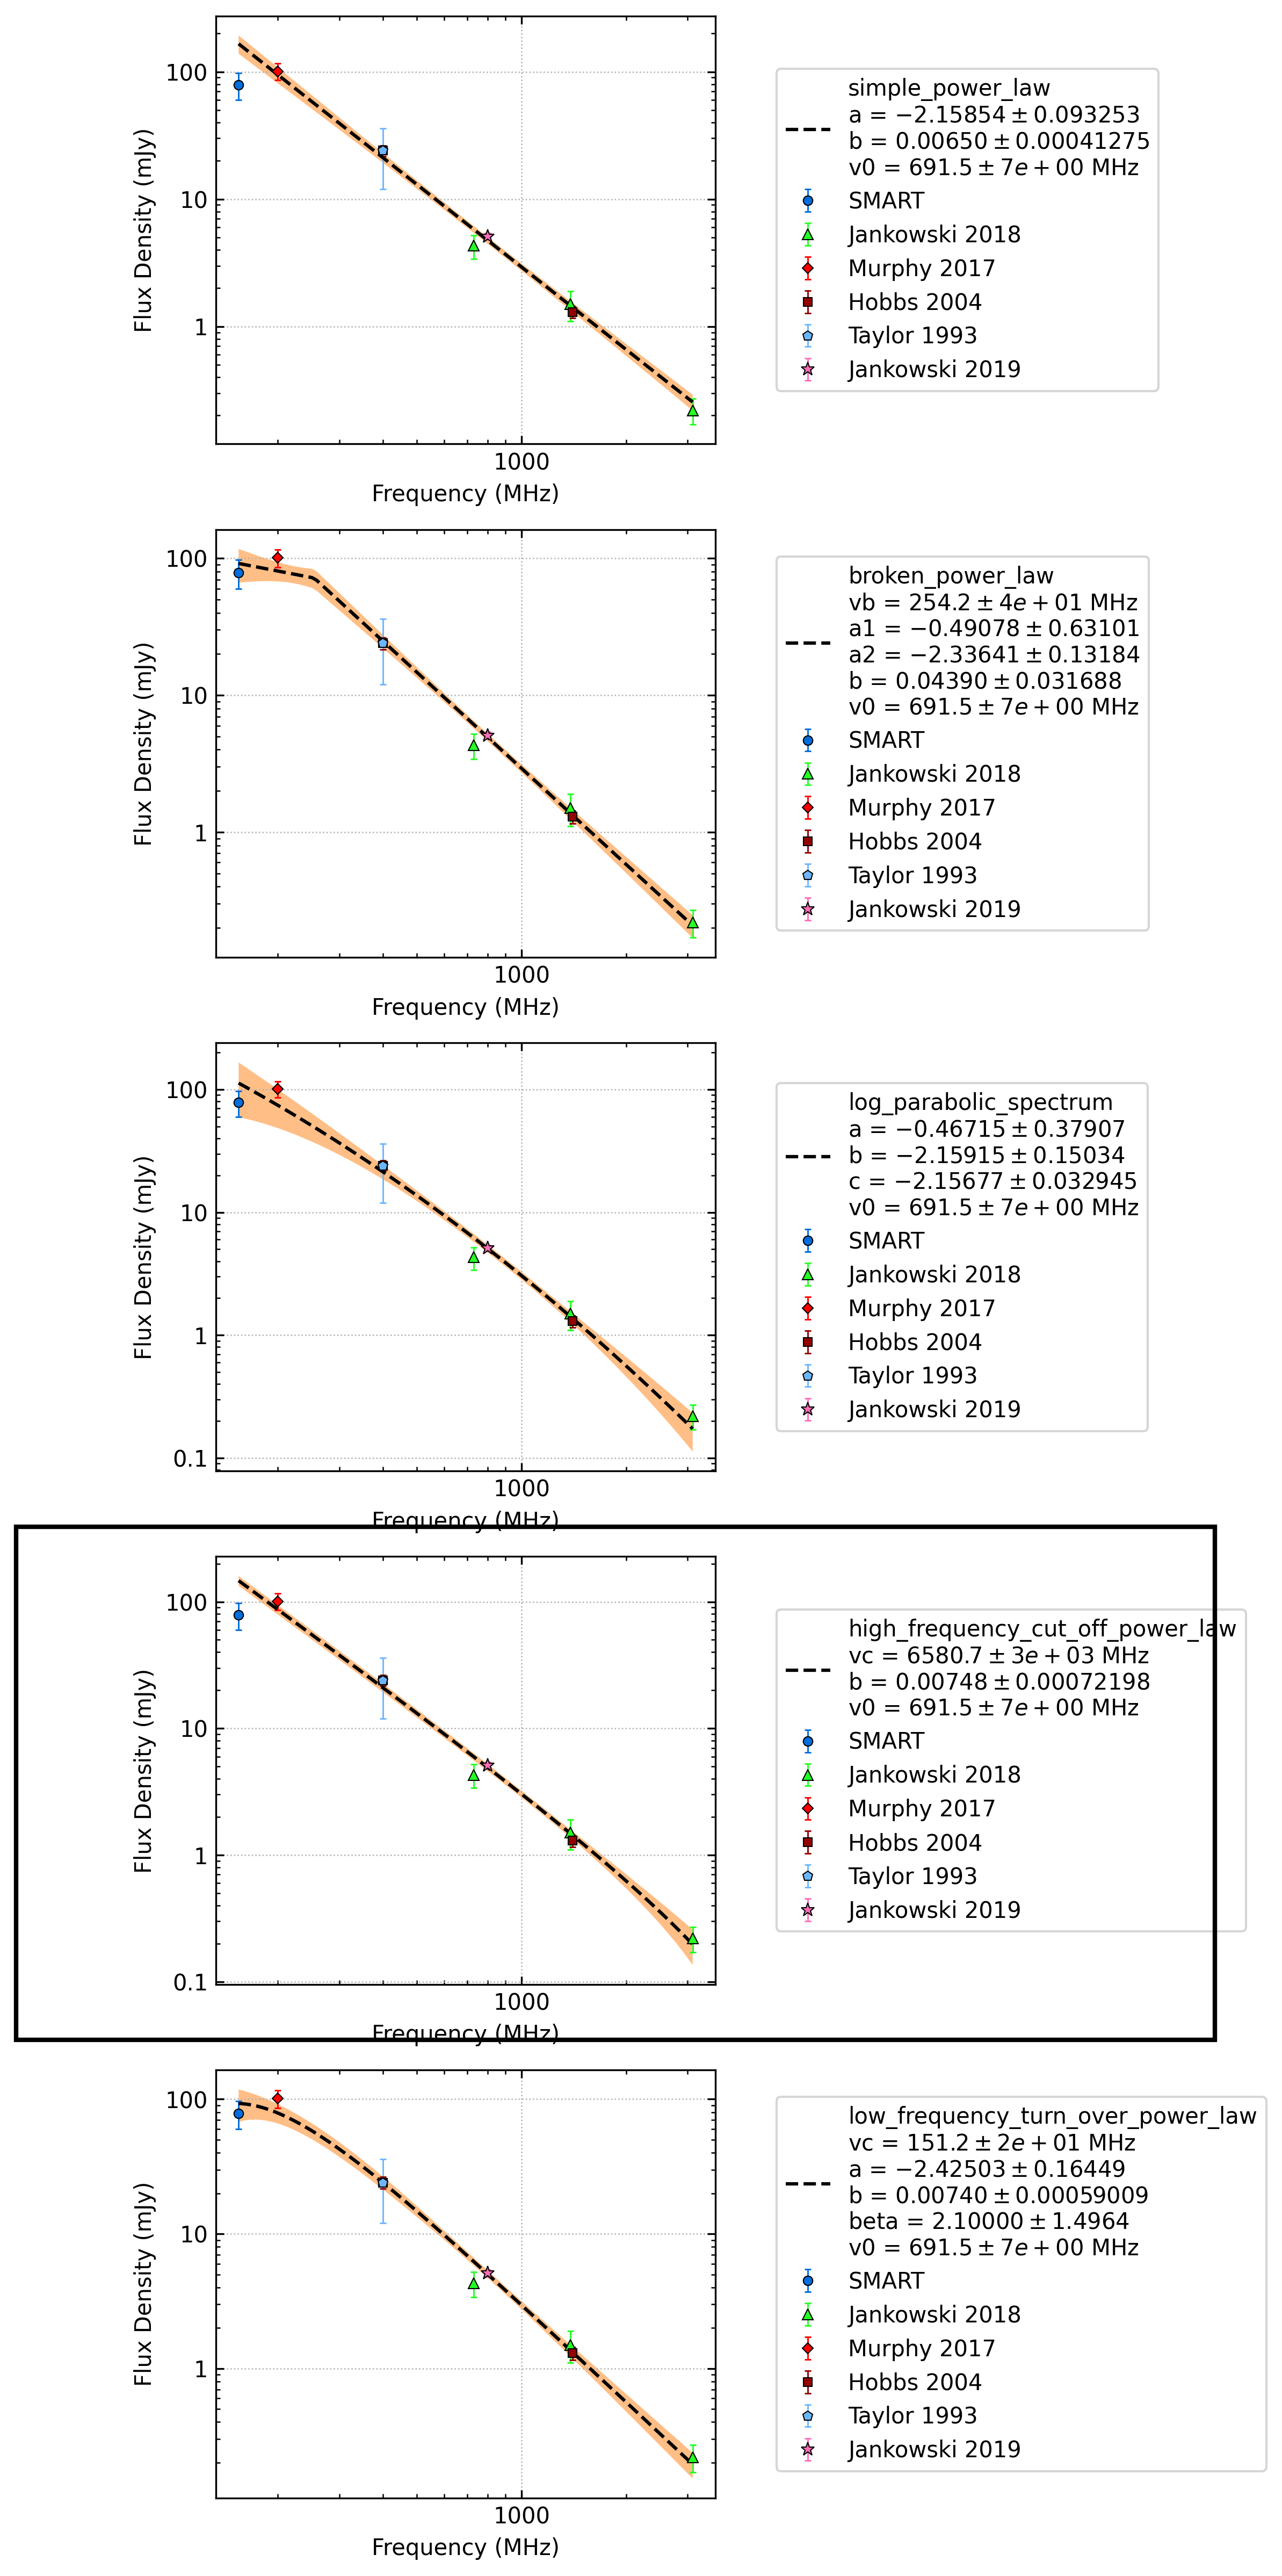 100
10
1
Flux Density (mJy)
1000
Frequency (MHz)
simple_power_law
a = −2.15854 ± 0.093253
b = 0.00650 ± 0.00041275
v0 = 691.5 ± 7e + 00 MHz
SMART
Jankowski 2018
Murphy 2017
Hobbs 2004
Taylor 1993
Jankowski 2019
100
10
1
Flux Density (mJy)
1000
Frequency (MHz)
broken_power_law
vb = 254.2 ± 4e + 01 MHz
a1 = −0.49078 ± 0.63101
a2 = −2.33641 ± 0.13184
b = 0.04390 ± 0.031688
v0 = 691.5 ± 7e + 00 MHz
SMART
Jankowski 2018
Murphy 2017
Hobbs 2004
Taylor 1993
Jankowski 2019
100
10
1
0.1
Flux Density (mJy)
1000
Frequency (MHz)
log_parabolic_spectrum
a = −0.46715 ± 0.37907
b = −2.15915 ± 0.15034
c = −2.15677 ± 0.032945
v0 = 691.5 ± 7e + 00 MHz
SMART
Jankowski 2018
Murphy 2017
Hobbs 2004
Taylor 1993
Jankowski 2019
100
10
1
0.1
Flux Density (mJy)
1000
Frequency (MHz)
high_frequency_cut_off_power_law
vc = 6580.7 ± 3e + 03 MHz
b = 0.00748 ± 0.00072198
v0 = 691.5 ± 7e + 00 MHz
SMART
Jankowski 2018
Murphy 2017
Hobbs 2004
Taylor 1993
Jankowski 2019
100
10
1
Flux Density (mJy)
1000
Frequency (MHz)
low_frequency_turn_over_power_law
vc = 151.2 ± 2e + 01 MHz
a = −2.42503 ± 0.16449
b = 0.00740 ± 0.00059009
beta = 2.10000 ± 1.4964
v0 = 691.5 ± 7e + 00 MHz
SMART
Jankowski 2018
Murphy 2017
Hobbs 2004
Taylor 1993
Jankowski 2019